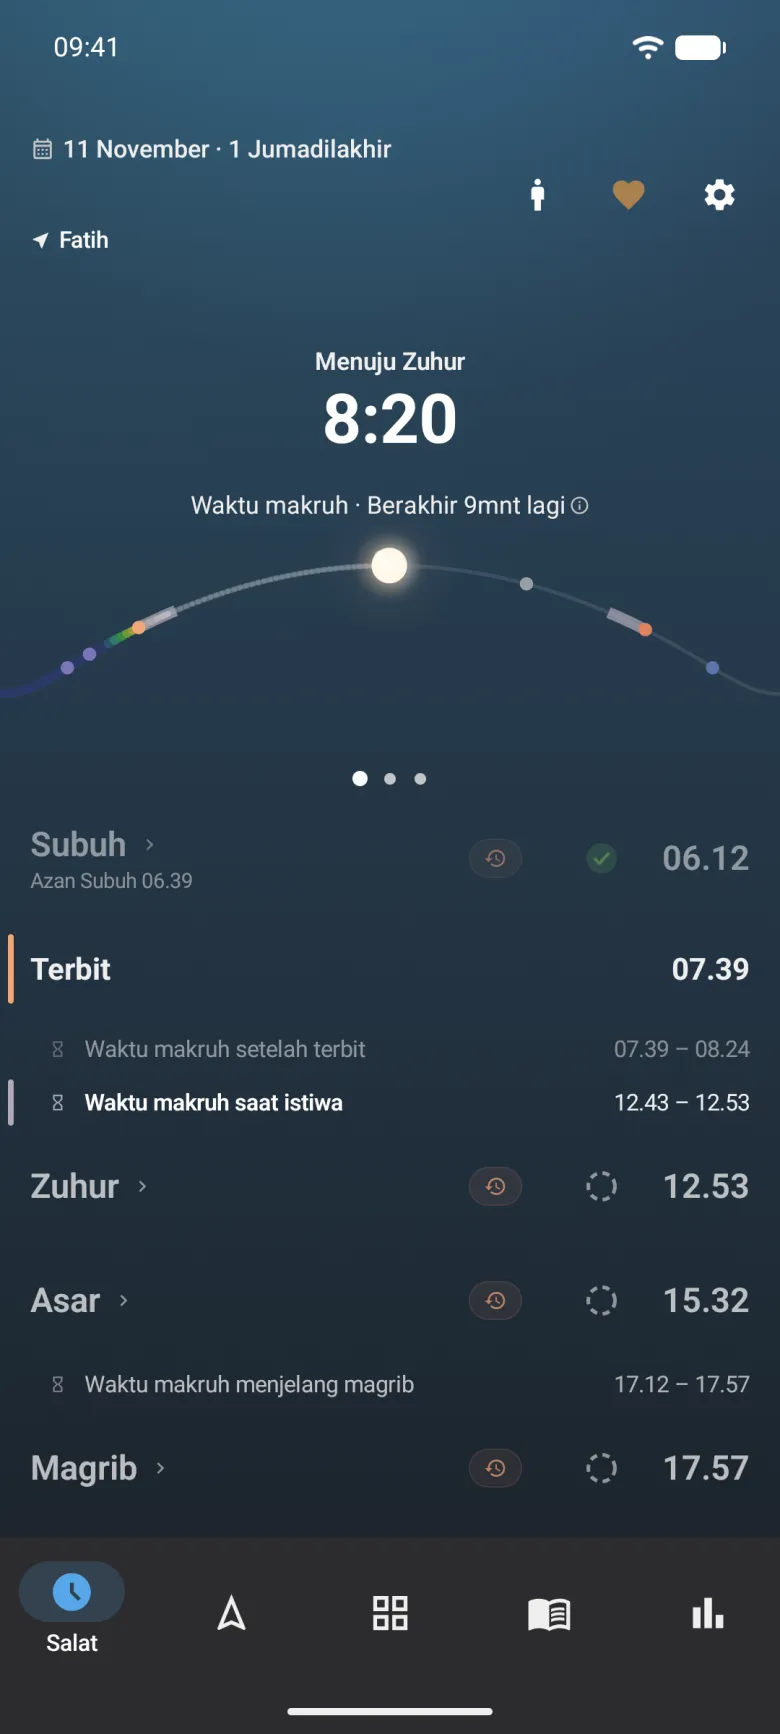 09:41
11 November · 1 Jumadilakhir
Fatih
Menuju Zuhur
8:20
Waktu makruh · Berakhir 9mnt lagi
Subuh
06.12
Azan Subuh 06.39
Terbit
07.39
Waktu makruh setelah terbit
07.39 – 08.24
Waktu makruh saat istiwa
12.43 – 12.53
Zuhur
12.53
Asar
15.32
Waktu makruh menjelang magrib
17.12 – 17.57
Magrib
17.57
Salat